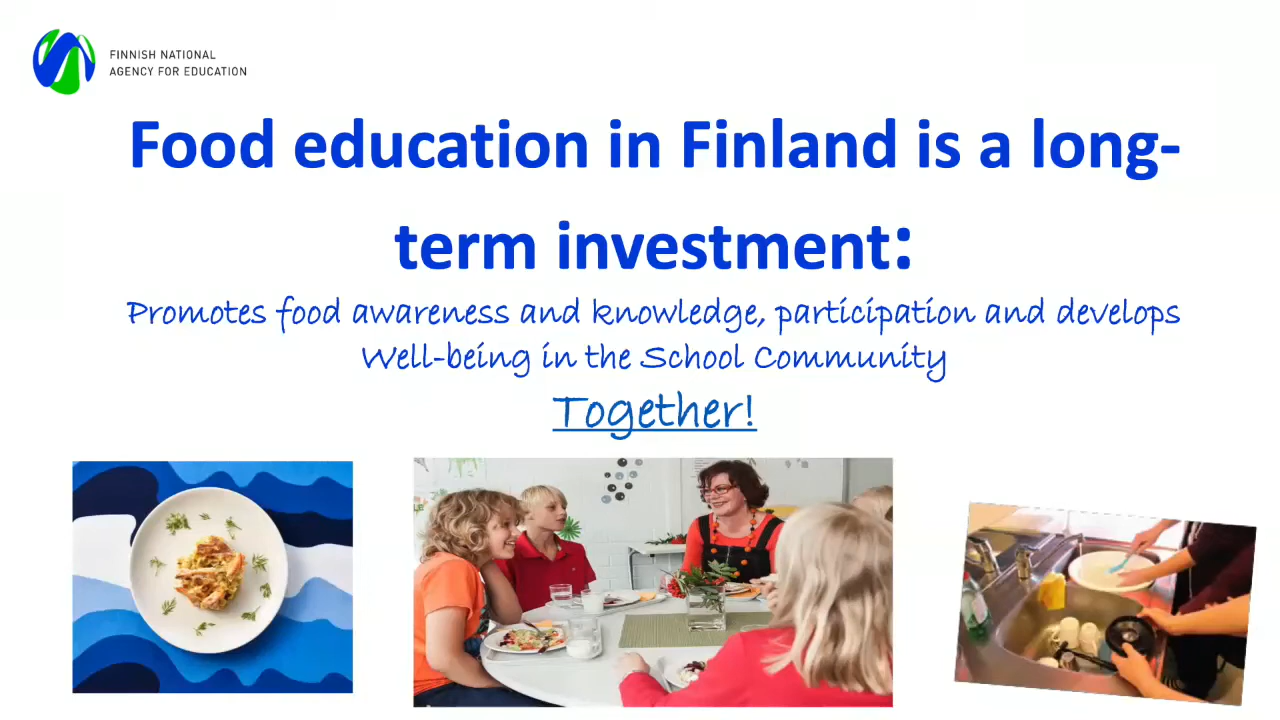 FINNISH NATIONAL
AGENCY FOR EDUCATION
Food education in Finland is a long-
term investment:
Promotes food awareness and knowledge, participation and develops
Well-being in the School Community
Together!